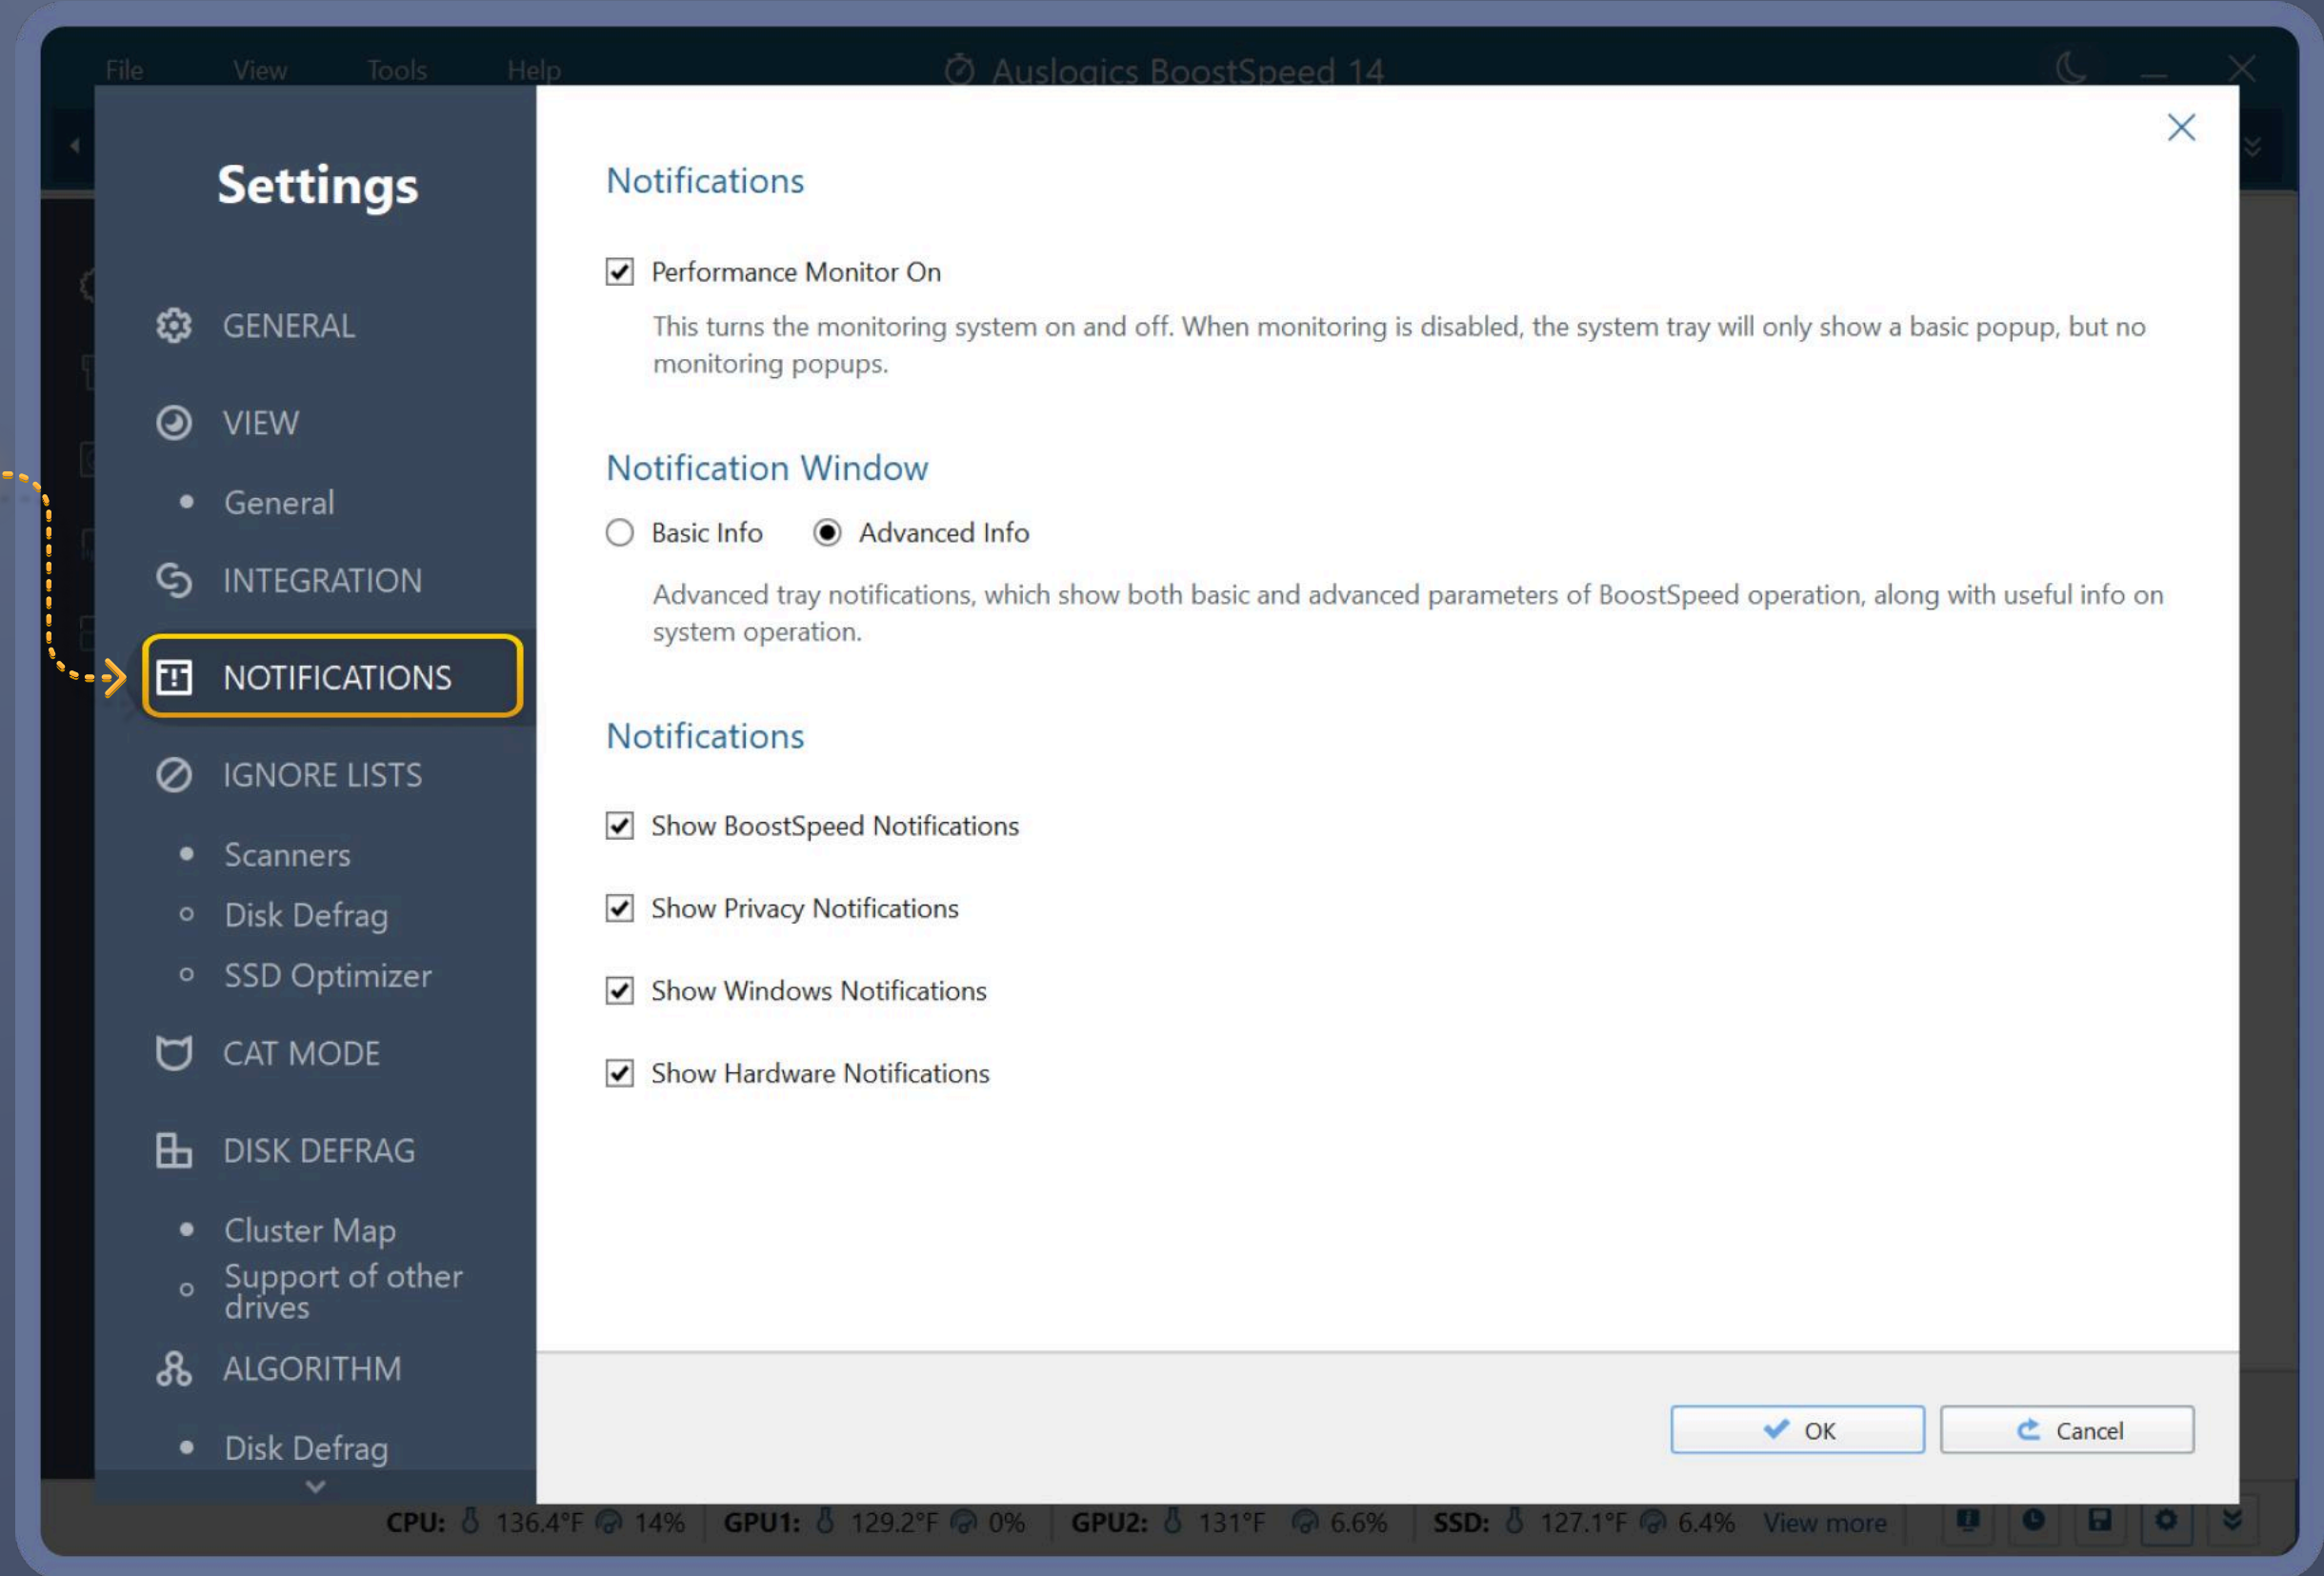 File View Tools Help
Auslogics BoostSpeed 14
Settings
GENERAL
VIEW
General
INTEGRATION
NOTIFICATIONS
IGNORE LISTS
Scanners
Disk Defrag
SSD Optimizer
CAT MODE
DISK DEFRAG
Cluster Map
Support of other
drives
ALGORITHM
Disk Defrag
Notifications
Performance Monitor On
This turns the monitoring system on and off. When monitoring is disabled, the system tray will only show a basic popup, but no
monitoring popups.
Notification Window
Basic Info Advanced Info
Advanced tray notifications, which show both basic and advanced parameters of BoostSpeed operation, along with useful info on
system operation.
Notifications
Show BoostSpeed Notifications
Show Privacy Notifications
Show Windows Notifications
Show Hardware Notifications
OK Cancel
CPU: 136.4°F 14% GPU1: 129.2°F 0% GPU2: 131°F 6.6% SSD: 127.1°F 6.4% View more